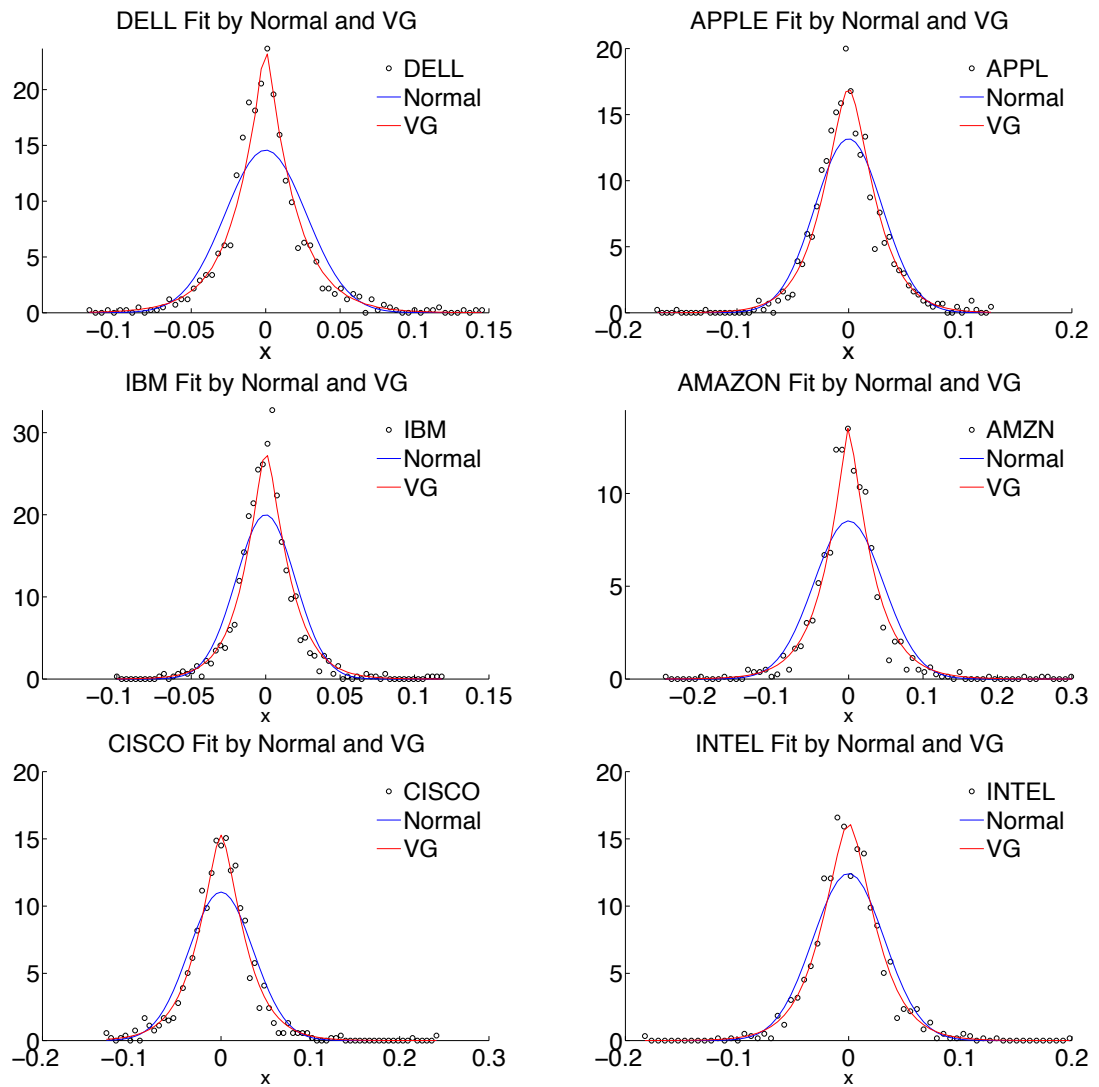 DELL Fit by Normal and VG
20
15
10
5
0
−0.1
−0.05
0
0.05
0.1
0.15
x
DELL
Normal
VG
APPLE Fit by Normal and VG
20
15
10
5
0
−0.2
−0.1
0
0.1
0.2
x
APPL
Normal
VG
IBM Fit by Normal and VG
30
20
10
0
−0.1
−0.05
0
0.05
0.1
0.15
x
IBM
Normal
VG
AMAZON Fit by Normal and VG
10
5
0
−0.2
−0.1
0
0.1
0.2
0.3
x
AMZN
Normal
VG
CISCO Fit by Normal and VG
20
15
10
5
0
−0.2
−0.1
0
0.1
0.2
0.3
x
CISCO
Normal
VG
INTEL Fit by Normal and VG
20
15
10
5
0
−0.2
−0.1
0
0.1
0.2
x
INTEL
Normal
VG